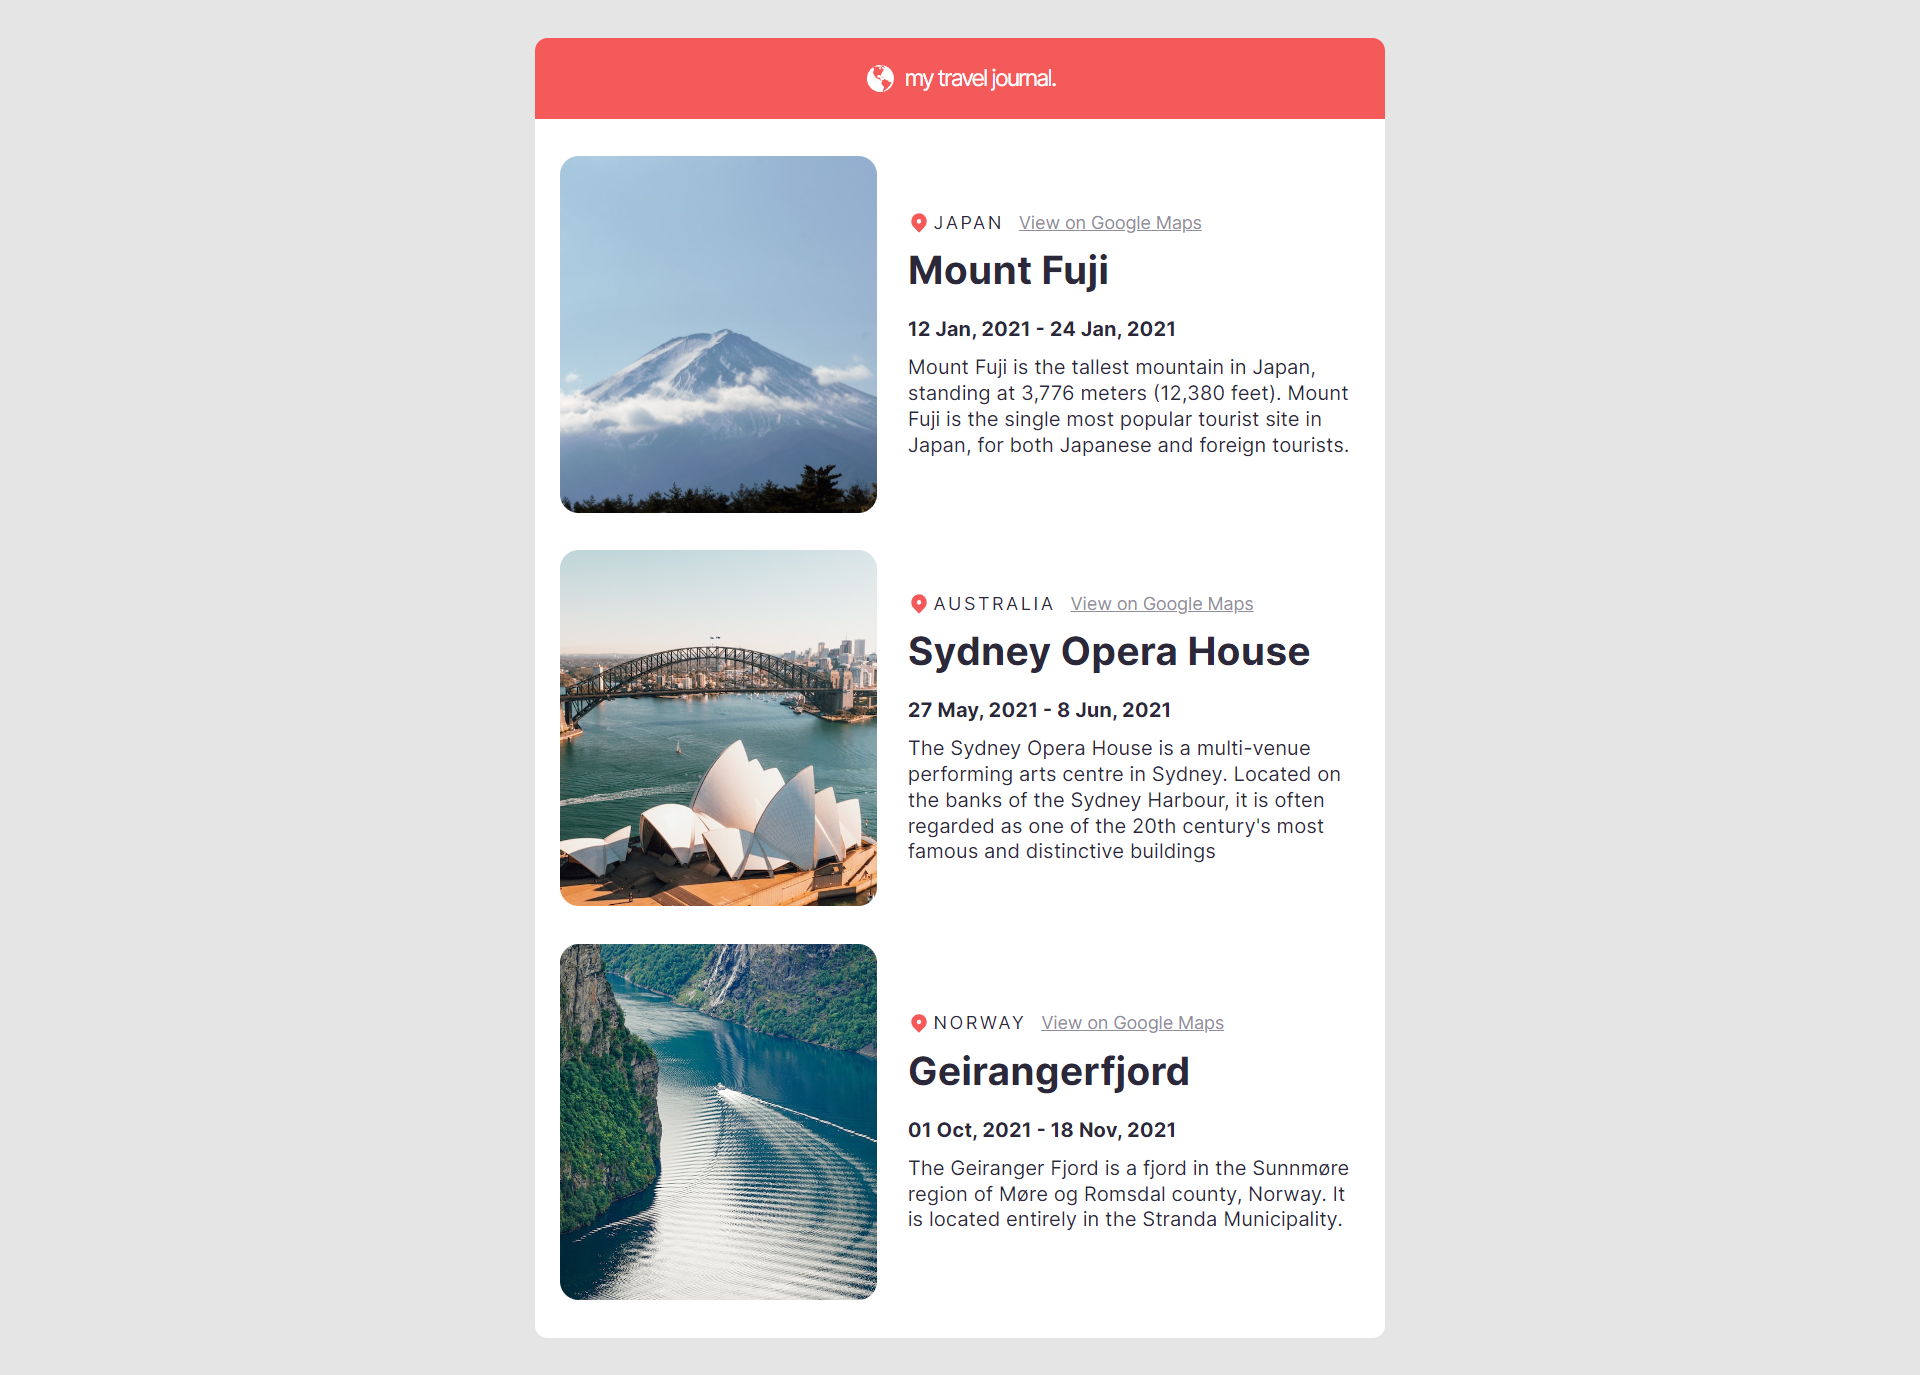 my travel journal.
JAPAN View on Google Maps
Mount Fuji
12 Jan, 2021 - 24 Jan, 2021
Mount Fuji is the tallest mountain in Japan,
standing at 3,776 meters (12,380 feet). Mount
Fuji is the single most popular tourist site in
Japan, for both Japanese and foreign tourists.
AUSTRALIA View on Google Maps
Sydney Opera House
27 May, 2021 - 8 Jun, 2021
The Sydney Opera House is a multi-venue
performing arts centre in Sydney. Located on
the banks of the Sydney Harbour, it is often
regarded as one of the 20th century's most
famous and distinctive buildings
NORWAY View on Google Maps
Geirangerfjord
01 Oct, 2021 - 18 Nov, 2021
The Geiranger Fjord is a fjord in the Sunnmøre
region of Møre og Romsdal county, Norway. It
is located entirely in the Stranda Municipality.